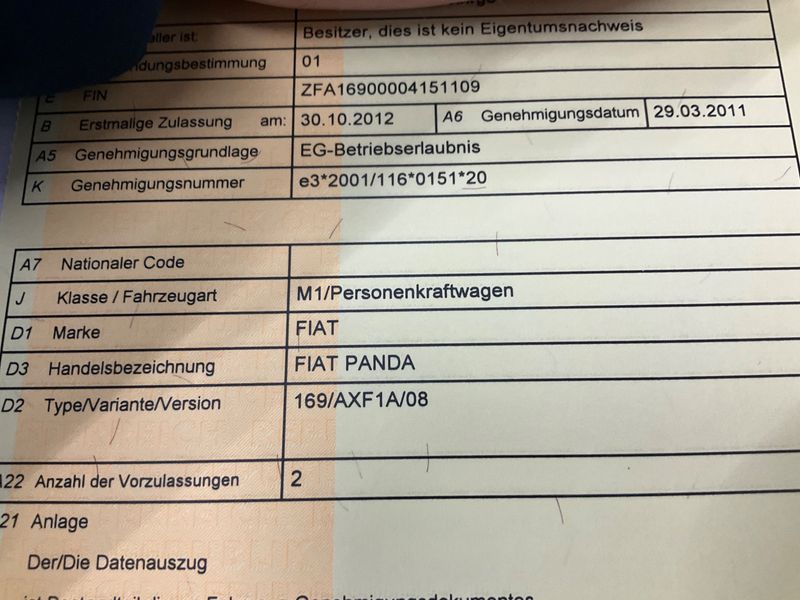 ist: Besitzer, dies ist kein Eigentumsnachweis
01
E FIN ZFA16900004151109
B Erstmalige Zulassung am: 30.10.2012 A6 Genehmigungsdatum 29.03.2011
A5 Genehmigungsgrundlage EG-Betriebserlaubnis
K Genehmigungsnummer e3*2001/116*0151*20
A7 Nationaler Code
J Klasse / Fahrzeugart M1/Personenkraftwagen
D1 Marke FIAT
D3 Handelsbezeichnung FIAT PANDA
D2 Type/Variante/Version 169/AXF1A/08
A22 Anzahl der Vorzulassungen 2
21 Anlage
Der/Die Datenauszug